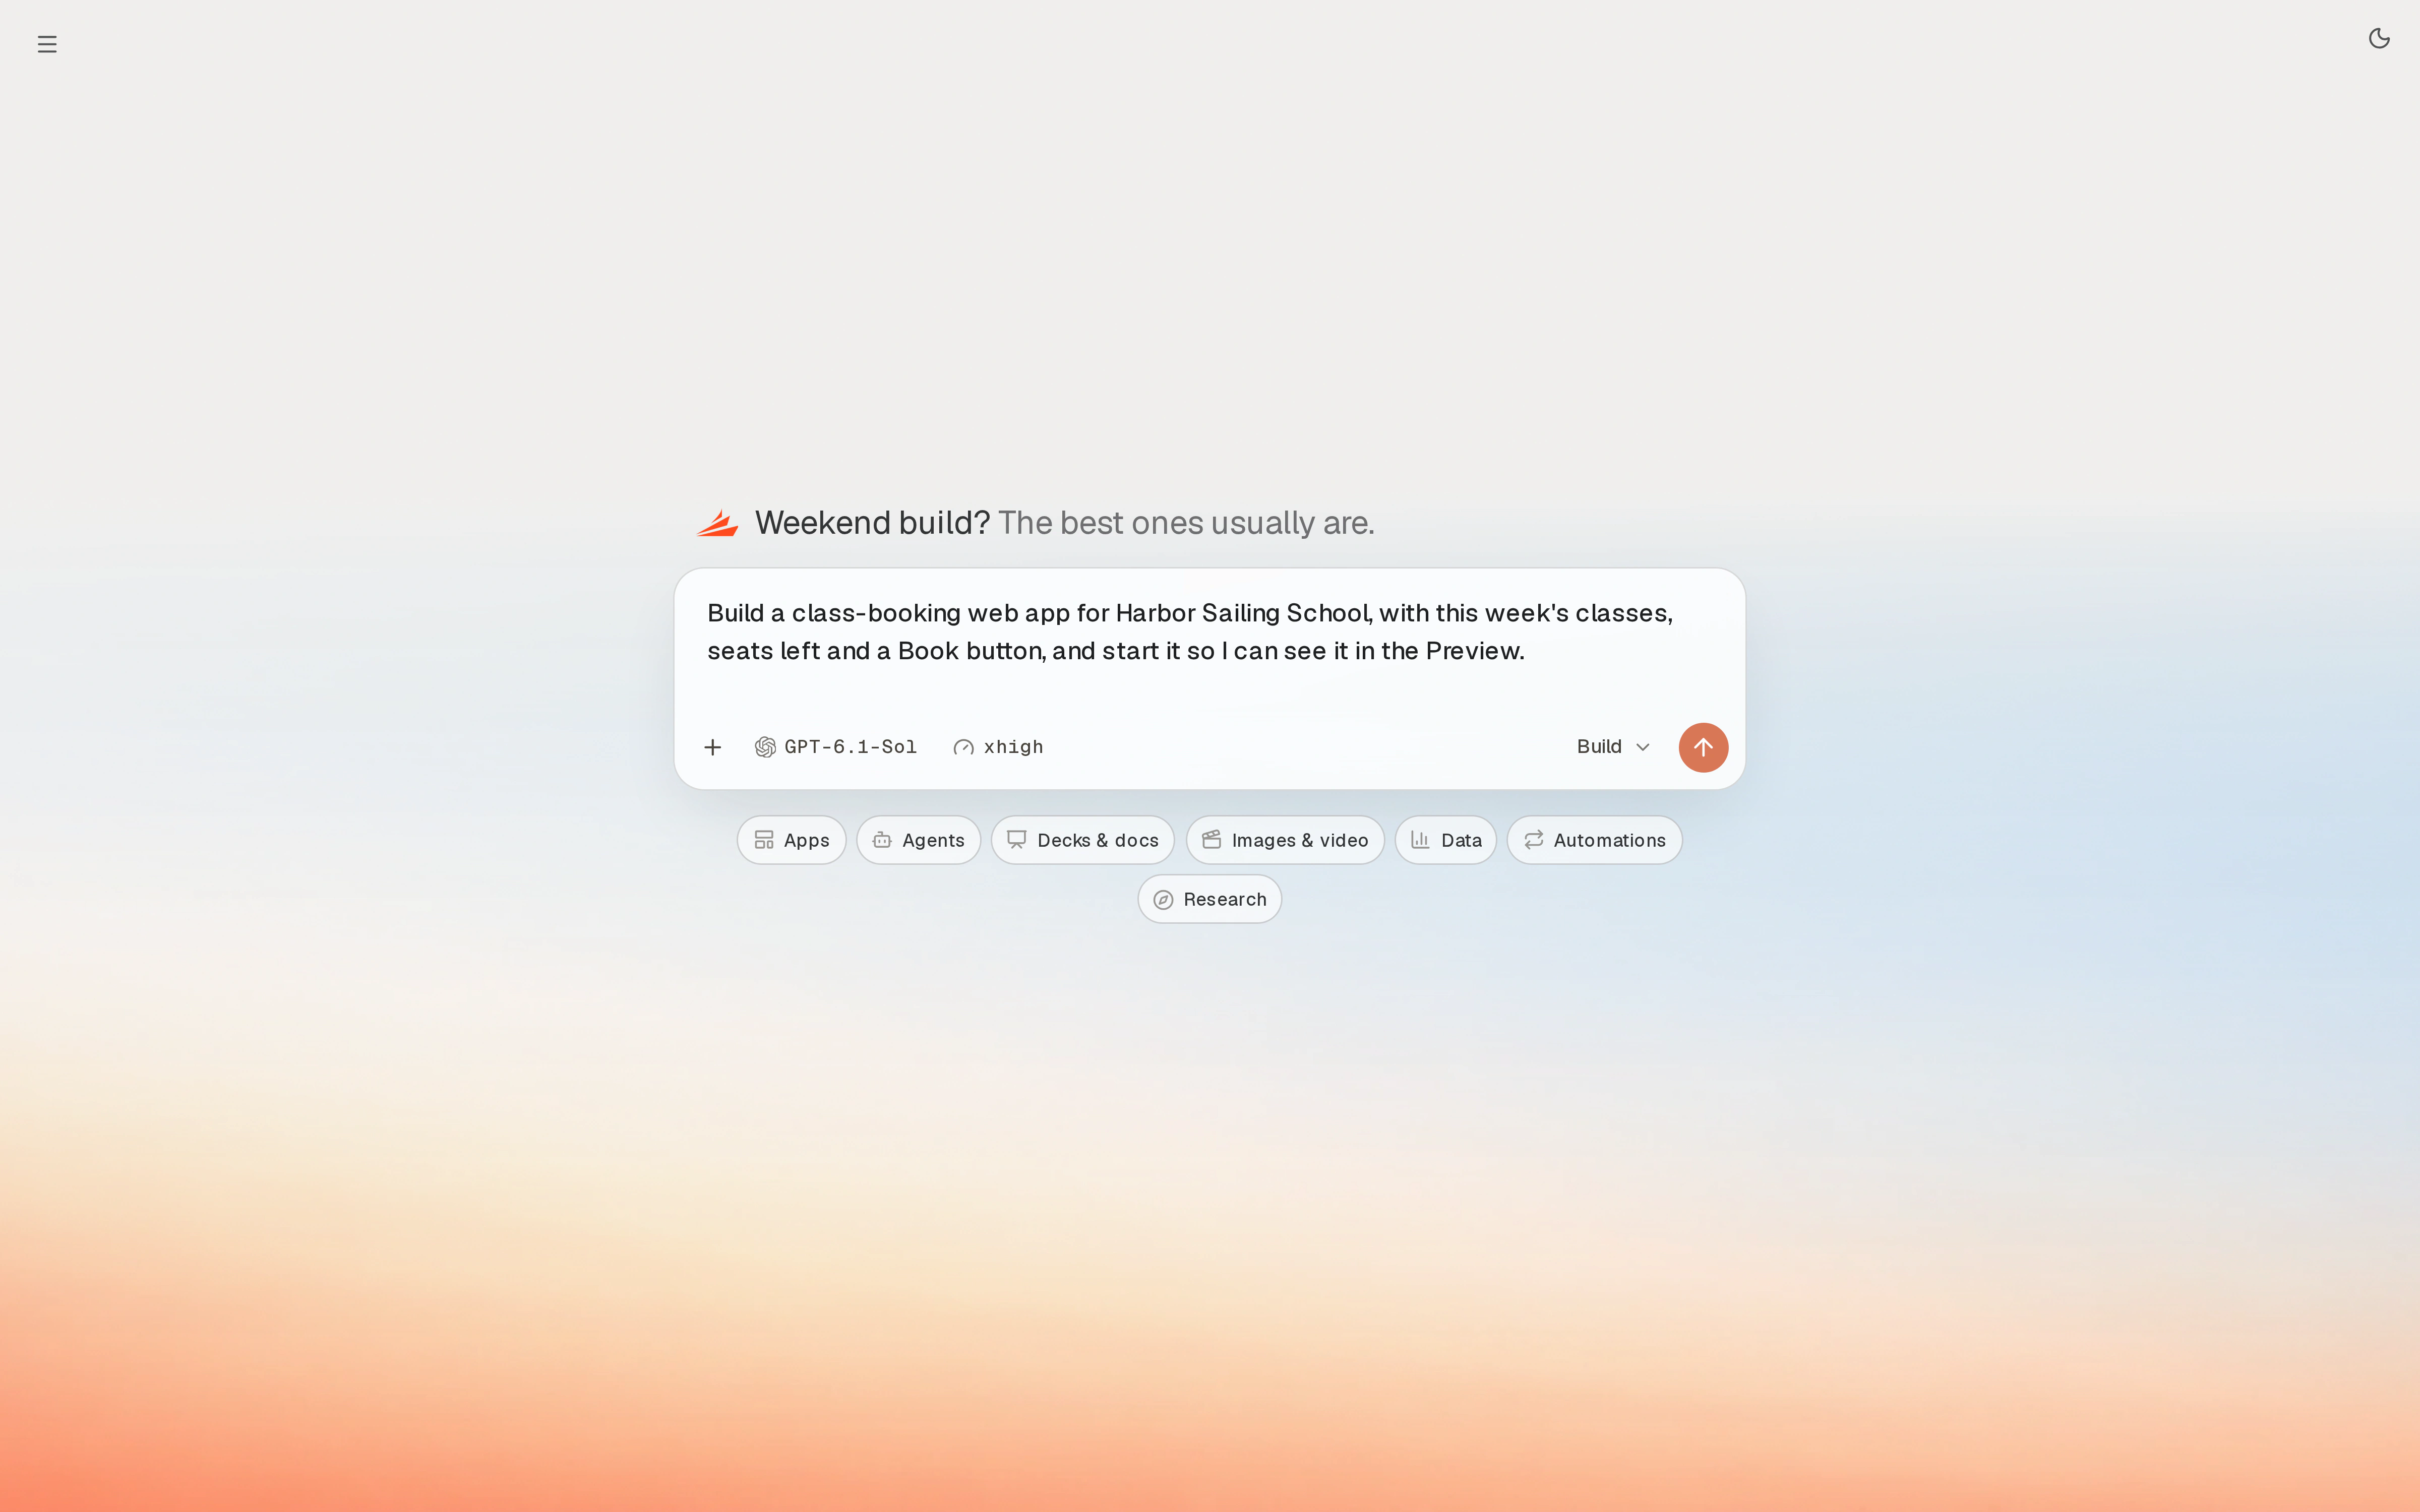 Weekend build? The best ones usually are.
Build a class-booking web app for Harbor Sailing School, with this week's classes,
seats left and a Book button, and start it so I can see it in the Preview.
GPT-6.1-Sol xhigh Build
Apps Agents Decks & docs Images & video Data Automations
Research